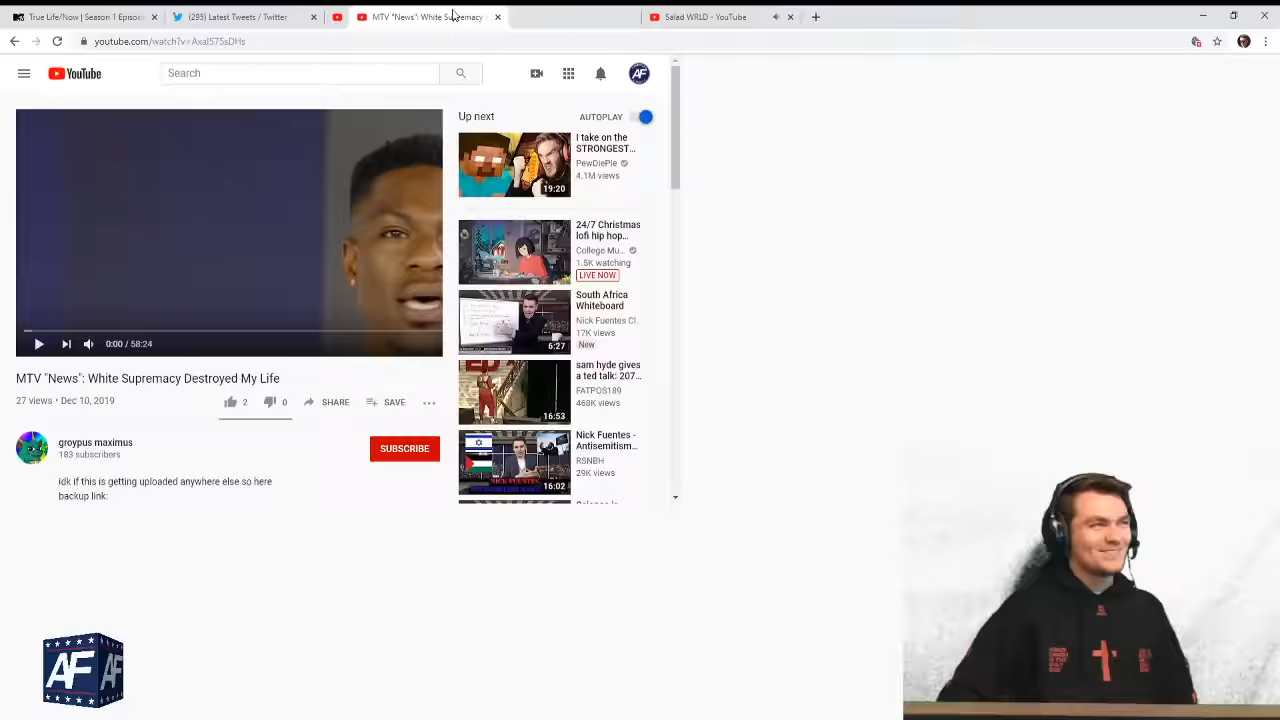 True Life/Now | Season 1 Episode
(295) Latest Tweets / Twitter
MTV "News": White Supremacy
Salad WRLD - YouTube
youtube.com/watch?v=AxaI575sDHs
YouTube
Search
AF
Up next
AUTOPLAY
I take on the
STRONGEST...
PewDiePie
4.1M views
19:20
24/7 Christmas
lofi hip hop...
College Mu...
1.5K watching
LIVE NOW
South Africa
Whiteboard
Nick Fuentes Cl...
17K views
New
6:27
sam hyde gives
a ted talk: 207...
FATPOS189
468K views
16:53
Nick Fuentes -
Antisemitism...
RSNBH
29K views
NICK FUENTES
16:02
0:00 / 58:24
MTV "News": White Supremacy Destroyed My Life
27 views • Dec 10, 2019
2
0
SHARE
SAVE
greypus maximus
183 subscribers
SUBSCRIBE
Idk if this is getting uploaded anywhere else so here
backup link:
AF
AF